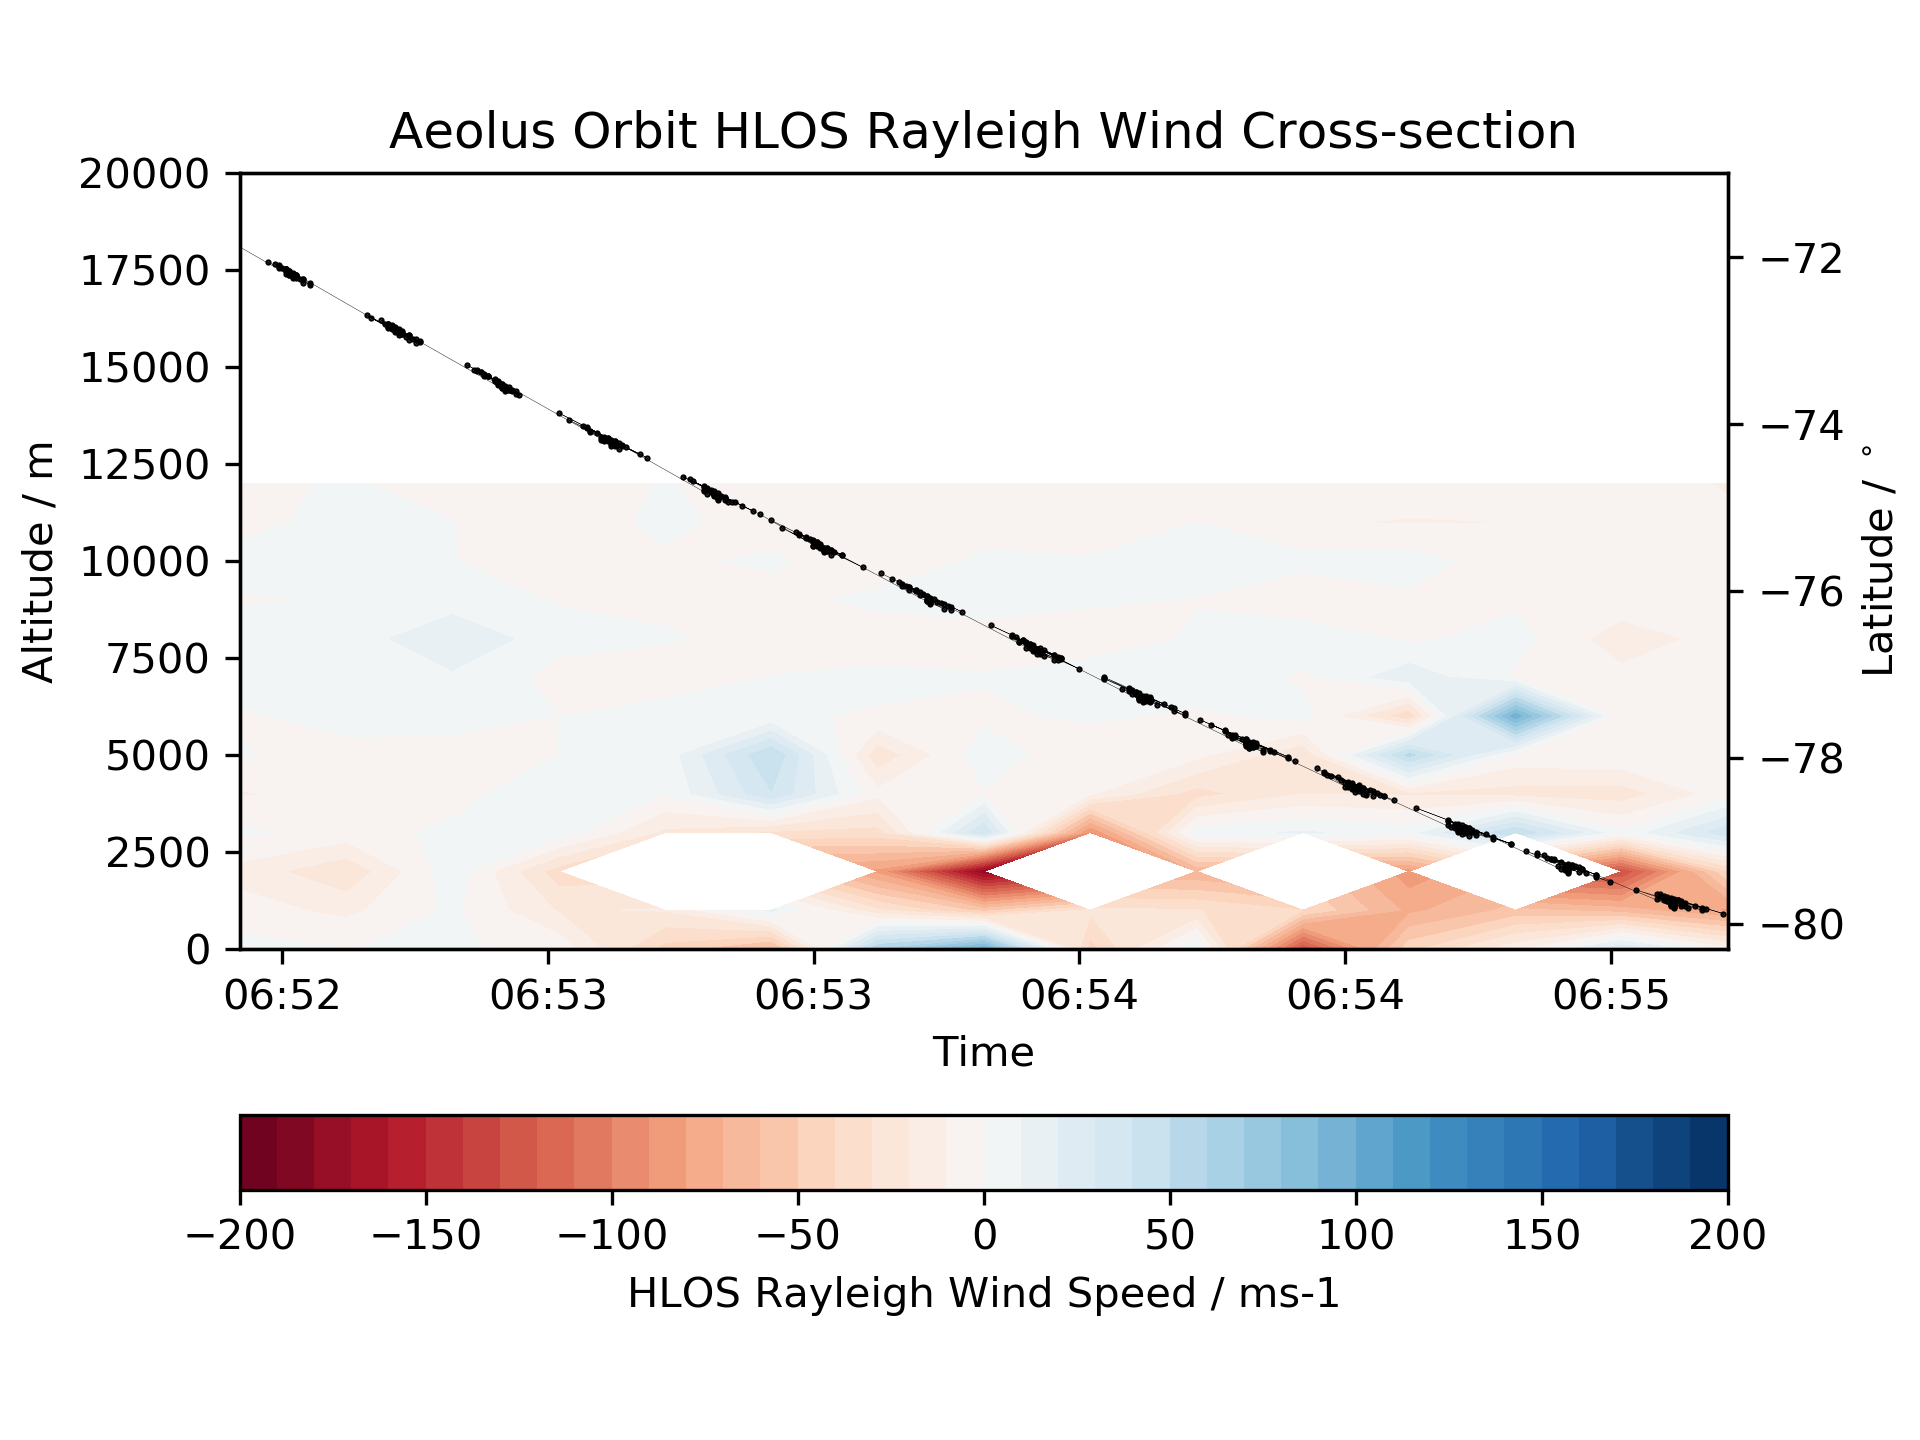 Aeolus Orbit HLOS Rayleigh Wind Cross-section
20000
17500
15000
12500
10000
7500
5000
2500
0
Altitude / m
−72
−74
−76
−78
−80
Latitude / °
06:52 06:53 06:53 06:54 06:54 06:55
Time
−200 −150 −100 −50 0 50 100 150 200
HLOS Rayleigh Wind Speed / ms-1